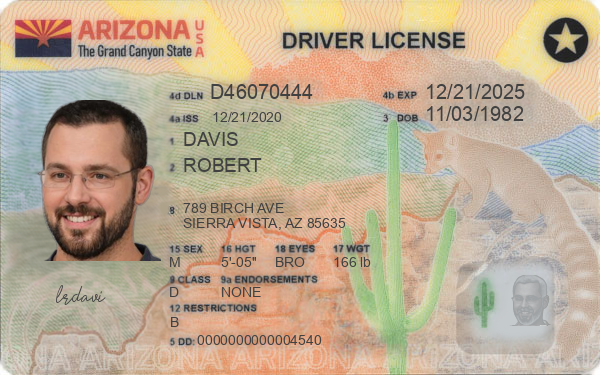 ARIZONA USA
The Grand Canyon State
DRIVER LICENSE
4d DLN D46070444
4b EXP 12/21/2025
4a ISS 12/21/2020
3 DOB 11/03/1982
1 DAVIS
2 ROBERT
8 789 BIRCH AVE
SIERRA VISTA, AZ 85635
15 SEX 16 HGT 18 EYES 17 WGT
M 5'-05" BRO 166 lb
9 CLASS 9a ENDORSEMENTS
D NONE
12 RESTRICTIONS
B
5 DD: 0000000000004540
lrdavi
ARIZONA ARIZONA ARIZONA ARIZONA